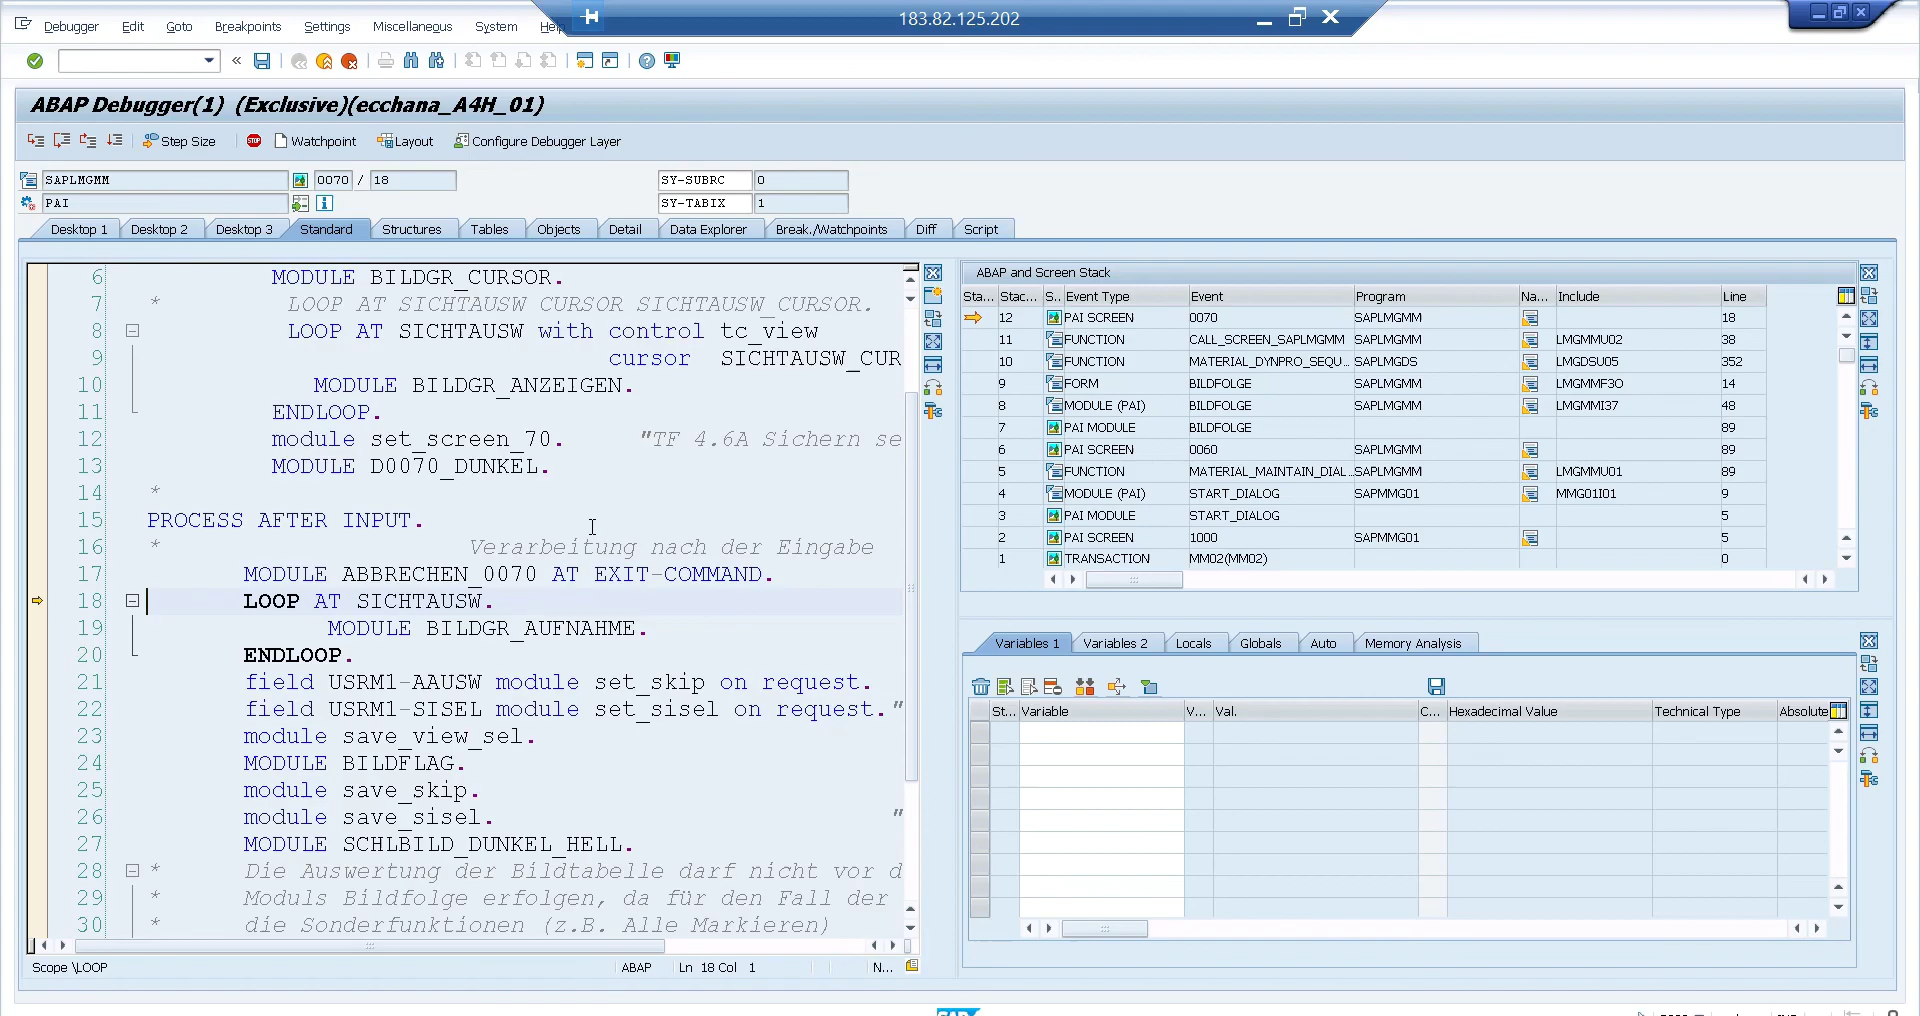 183.82.125.202
Debugger Edit Goto Breakpoints Settings Miscellaneous System Help
ABAP Debugger(1) (Exclusive)(ecchana_A4H_01)
Step Size Watchpoint Layout Configure Debugger Layer
SAPLMGMM 0070 / 18 SY-SUBRC 0
PAI SY-TABIX 1
Desktop 1 Desktop 2 Desktop 3 Standard Structures Tables Objects Detail Data Explorer Break./Watchpoints Diff Script
6 MODULE BILDGR_CURSOR.
7 * LOOP AT SICHTAUSW CURSOR SICHTAUSW_CURSOR.
8 LOOP AT SICHTAUSW with control tc_view
9 cursor SICHTAUSW_CUR
10 MODULE BILDGR_ANZEIGEN.
11 ENDLOOP.
12 module set_screen_70. "TF 4.6A Sichern se
13 MODULE D0070_DUNKEL.
14 *
15 PROCESS AFTER INPUT.
16 * Verarbeitung nach der Eingabe
17 MODULE ABBRECHEN_0070 AT EXIT-COMMAND.
18 LOOP AT SICHTAUSW.
19 MODULE BILDGR_AUFNAHME.
20 ENDLOOP.
21 field USRM1-AAUSW module set_skip on request.
22 field USRM1-SISEL module set_sisel on request."
23 module save_view_sel.
24 MODULE BILDFLAG.
25 module save_skip.
26 module save_sisel. "
27 MODULE SCHLBILD_DUNKEL_HELL.
28 * Die Auswertung der Bildtabelle darf nicht vor d
29 * Moduls Bildfolge erfolgen, da für den Fall der
30 * die Sonderfunktionen (z.B. Alle Markieren)
Scope \LOOP ABAP Ln 18 Col 1 N...
ABAP and Screen Stack
Sta... Stac... S.. Event Type Event Program Na... Include Line
12 PAI SCREEN 0070 SAPLMGMM 18
11 FUNCTION CALL_SCREEN_SAPLMGMM SAPLMGMM LMGMMU02 38
10 FUNCTION MATERIAL_DYNPRO_SEQU... SAPLMGDS LMGDSU05 352
9 FORM BILDFOLGE SAPLMGMM LMGMMF30 14
8 MODULE (PAI) BILDFOLGE SAPLMGMM LMGMMI37 48
7 PAI MODULE BILDFOLGE 89
6 PAI SCREEN 0060 SAPLMGMM 89
5 FUNCTION MATERIAL_MAINTAIN_DIAL... SAPLMGMM LMGMMU01 89
4 MODULE (PAI) START_DIALOG SAPMMG01 MMG01I01 9
3 PAI MODULE START_DIALOG 5
2 PAI SCREEN 1000 SAPMMG01 5
1 TRANSACTION MM02(MM02) 0
Variables 1 Variables 2 Locals Globals Auto Memory Analysis
St... Variable V... Val. C... Hexadecimal Value Technical Type Absolute
SAP